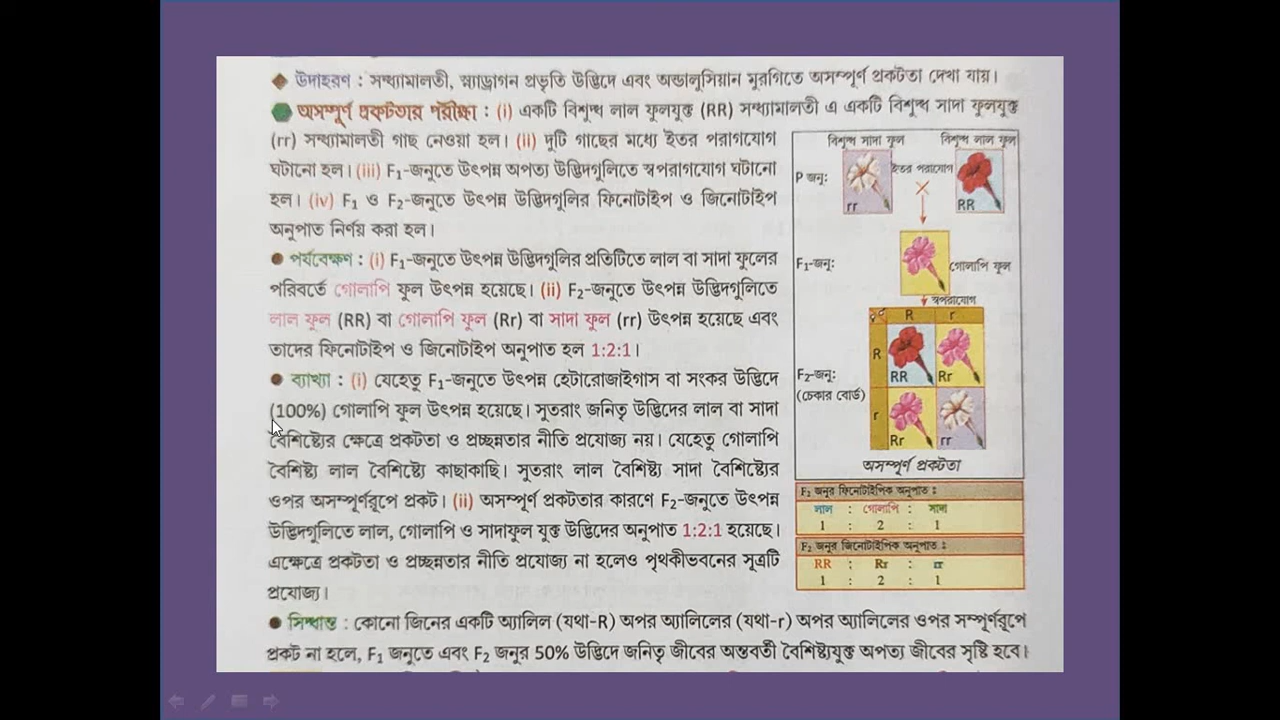 ◆ উদাহরণ : সন্ধ্যামালতী, স্ন্যাড্রাগন প্রভৃতি উদ্ভিদে এবং অন্ডালুসিয়ান মুরগিতে অসম্পূর্ণ প্রকটতা দেখা যায়।
অসম্পূর্ণ প্রকটতার পরীক্ষা : (i) একটি বিশুদ্ধ লাল ফুলযুক্ত (RR) সন্ধ্যামালতী এ একটি বিশুদ্ধ সাদা ফুলযুক্ত
(rr) সন্ধ্যামালতী গাছ নেওয়া হল। (ii) দুটি গাছের মধ্যে ইতর পরাগযোগ
ঘটানো হল। (iii) F₁-জনুতে উৎপন্ন অপত্য উদ্ভিদগুলিতে স্বপরাগযোগ ঘটানো
হল। (iv) F₁ ও F₂-জনুতে উৎপন্ন উদ্ভিদগুলির ফিনোটাইপ ও জিনোটাইপ
অনুপাত নির্ণয় করা হল।
● পর্যবেক্ষণ : (i) F₁-জনুতে উৎপন্ন উদ্ভিদগুলির প্রতিটিতে লাল বা সাদা ফুলের
পরিবর্তে গোলাপি ফুল উৎপন্ন হয়েছে। (ii) F₂-জনুতে উৎপন্ন উদ্ভিদগুলিতে
লাল ফুল (RR) বা গোলাপি ফুল (Rr) বা সাদা ফুল (rr) উৎপন্ন হয়েছে এবং
তাদের ফিনোটাইপ ও জিনোটাইপ অনুপাত হল 1:2:1।
● ব্যাখ্যা : (i) যেহেতু F₁-জনুতে উৎপন্ন হেটারোজাইগাস বা সংকর উদ্ভিদে
(100%) গোলাপি ফুল উৎপন্ন হয়েছে। সুতরাং জনিতৃ উদ্ভিদের লাল বা সাদা
বৈশিষ্ট্যের ক্ষেত্রে প্রকটতা ও প্রচ্ছন্নতার নীতি প্রযোজ্য নয়। যেহেতু গোলাপি
বৈশিষ্ট্য লাল বৈশিষ্ট্যে কাছাকাছি। সুতরাং লাল বৈশিষ্ট্য সাদা বৈশিষ্ট্যের
ওপর অসম্পূর্ণরূপে প্রকট। (ii) অসম্পূর্ণ প্রকটতার কারণে F₂-জনুতে উৎপন্ন
উদ্ভিদগুলিতে লাল, গোলাপি ও সাদাফুল যুক্ত উদ্ভিদের অনুপাত 1:2:1 হয়েছে।
এক্ষেত্রে প্রকটতা ও প্রচ্ছন্নতার নীতি প্রযোজ্য না হলেও পৃথকীভবনের সূত্রটি
প্রযোজ্য।
● সিদ্ধান্ত : কোনো জিনের একটি অ্যালিল (যথা-R) অপর অ্যালিলের (যথা-r) অপর অ্যালিলের ওপর সম্পূর্ণরূপে
প্রকট না হলে, F₁ জনুতে এবং F₂ জনুর 50% উদ্ভিদে জনিতৃ জীবের অন্তবর্তী বৈশিষ্ট্যযুক্ত অপত্য জীবের সৃষ্টি হবে।
বিশুদ্ধ সাদা ফুল বিশুদ্ধ লাল ফুল
P জনু: ইতর পরাযোগ
rr RR
F₁-জনু: গোলাপি ফুল
স্বপরাযোগ
R r
R
RR Rr
F₂-জনু:
(চেকার বোর্ড)
r
Rr rr
অসম্পূর্ণ প্রকটতা
F₂ জনুর ফিনোটাইপিক অনুপাত :
লাল : গোলাপি : সাদা
1 : 2 : 1
F₂ জনুর জিনোটাইপিক অনুপাত :
RR : Rr : rr
1 : 2 : 1